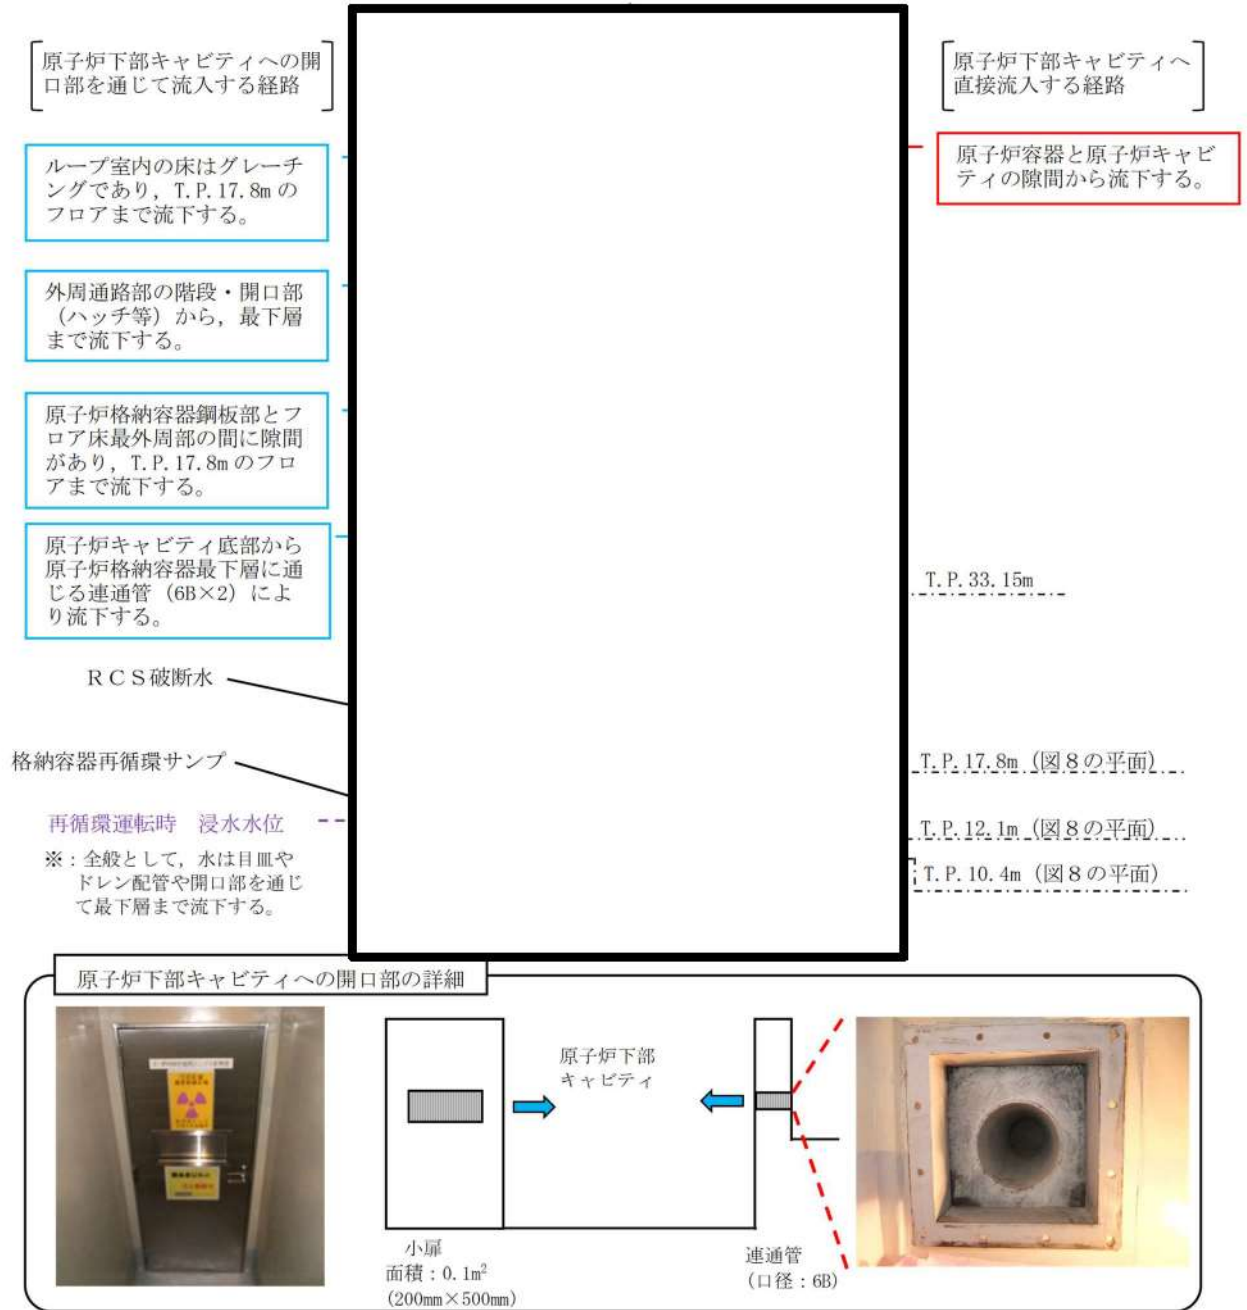 原子炉下部キャビティへの開
口部を通じて流入する経路
原子炉下部キャビティへ
直接流入する経路
ループ室内の床はグレーチ
ングであり，T.P.17.8mの
フロアまで流下する。
原子炉容器と原子炉キャビ
ティの隙間から流下する。
外周通路部の階段・開口部
（ハッチ等）から，最下層
まで流下する。
原子炉格納容器鋼板部とフ
ロア床最外周部の間に隙間
があり，T.P.17.8mのフロ
アまで流下する。
原子炉キャビティ底部から
原子炉格納容器最下層に通
じる連通管（6B×2）によ
り流下する。
T.P.33.15m
ＲＣＳ破断水
格納容器再循環サンプ
T.P.17.8m（図８の平面）
再循環運転時　浸水水位
T.P.12.1m（図８の平面）
※：全般として，水は目皿や
ドレン配管や開口部を通じ
て最下層まで流下する。
T.P.10.4m（図８の平面）
原子炉下部キャビティへの開口部の詳細
原子炉下部
キャビティ
小扉
面積：0.1m²
(200mm×500mm)
連通管
(口径：6B)